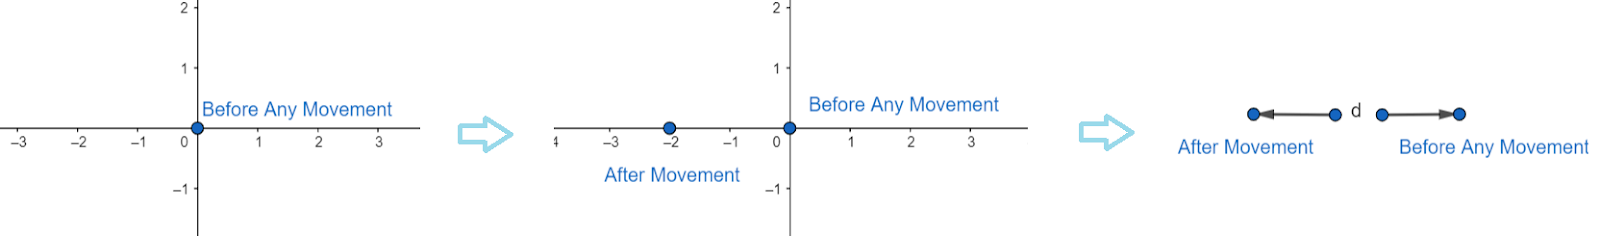 2
1
Before Any Movement
−3 −2 −1 0 1 2 3
−1
2
1
Before Any Movement
4 −3 −2 −1 0 1 2 3
After Movement
−1
d
After Movement Before Any Movement